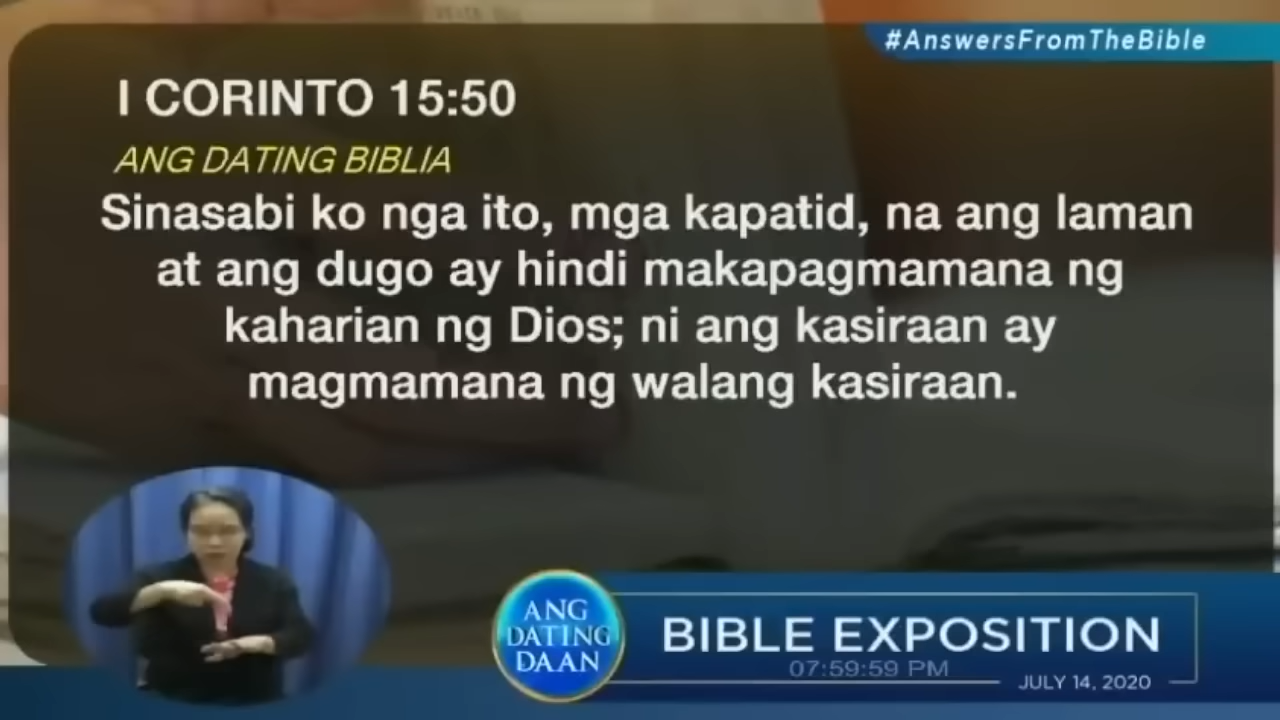 #AnswersFromTheBible
I CORINTO 15:50
ANG DATING BIBLIA
Sinasabi ko nga ito, mga kapatid, na ang laman
at ang dugo ay hindi makapagmamana ng
kaharian ng Dios; ni ang kasiraan ay
magmamana ng walang kasiraan.
ANG
DATING
DAAN
BIBLE EXPOSITION
07:59:59 PM
JULY 14, 2020